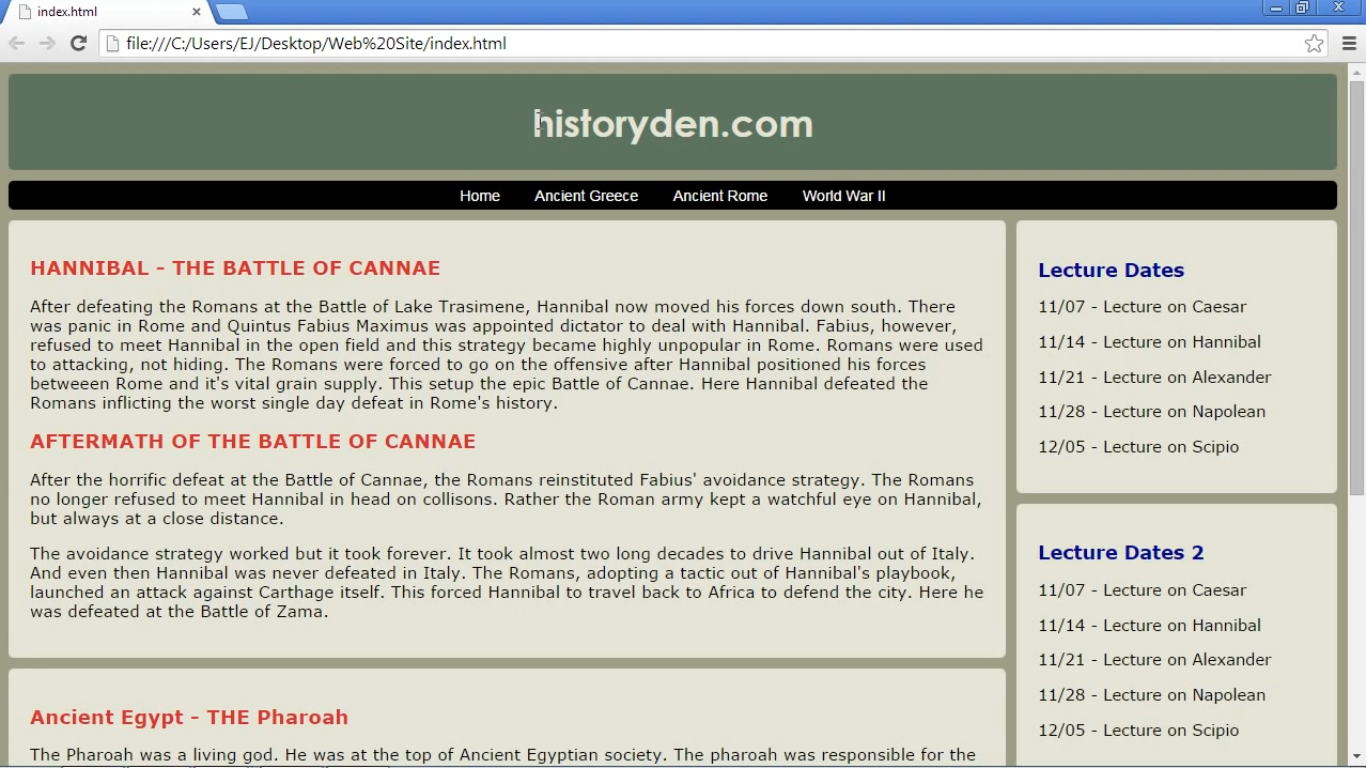 index.html
file:///C:/Users/EJ/Desktop/Web%20Site/index.html
historyden.com
Home Ancient Greece Ancient Rome World War II
HANNIBAL - THE BATTLE OF CANNAE
After defeating the Romans at the Battle of Lake Trasimene, Hannibal now moved his forces down south. There
was panic in Rome and Quintus Fabius Maximus was appointed dictator to deal with Hannibal. Fabius, however,
refused to meet Hannibal in the open field and this strategy became highly unpopular in Rome. Romans were used
to attacking, not hiding. The Romans were forced to go on the offensive after Hannibal positioned his forces
betweeen Rome and it's vital grain supply. This setup the epic Battle of Cannae. Here Hannibal defeated the
Romans inflicting the worst single day defeat in Rome's history.
AFTERMATH OF THE BATTLE OF CANNAE
After the horrific defeat at the Battle of Cannae, the Romans reinstituted Fabius' avoidance strategy. The Romans
no longer refused to meet Hannibal in head on collisons. Rather the Roman army kept a watchful eye on Hannibal,
but always at a close distance.
The avoidance strategy worked but it took forever. It took almost two long decades to drive Hannibal out of Italy.
And even then Hannibal was never defeated in Italy. The Romans, adopting a tactic out of Hannibal's playbook,
launched an attack against Carthage itself. This forced Hannibal to travel back to Africa to defend the city. Here he
was defeated at the Battle of Zama.
Ancient Egypt - THE Pharoah
The Pharoah was a living god. He was at the top of Ancient Egyptian society. The pharoah was responsible for the
Lecture Dates
11/07 - Lecture on Caesar
11/14 - Lecture on Hannibal
11/21 - Lecture on Alexander
11/28 - Lecture on Napolean
12/05 - Lecture on Scipio
Lecture Dates 2
11/07 - Lecture on Caesar
11/14 - Lecture on Hannibal
11/21 - Lecture on Alexander
11/28 - Lecture on Napolean
12/05 - Lecture on Scipio